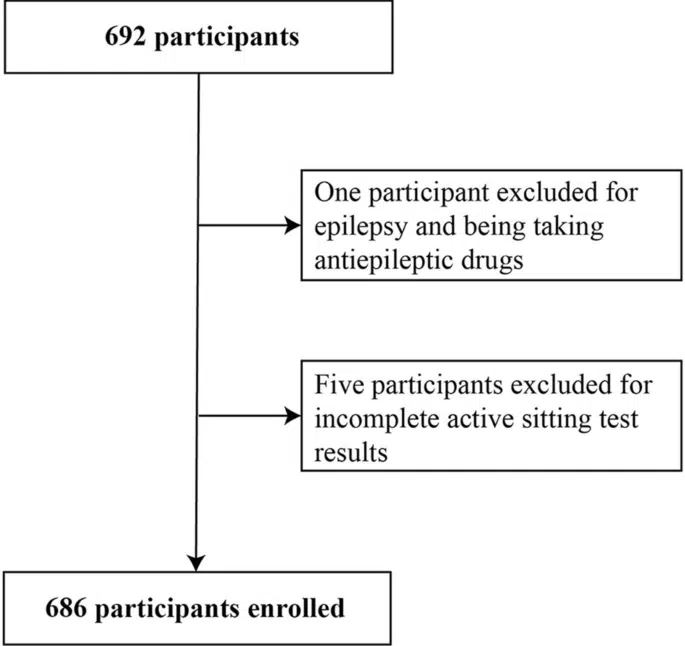 692 participants
One participant excluded for
epilepsy and being taking
antiepileptic drugs
Five participants excluded for
incomplete active sitting test
results
686 participants enrolled